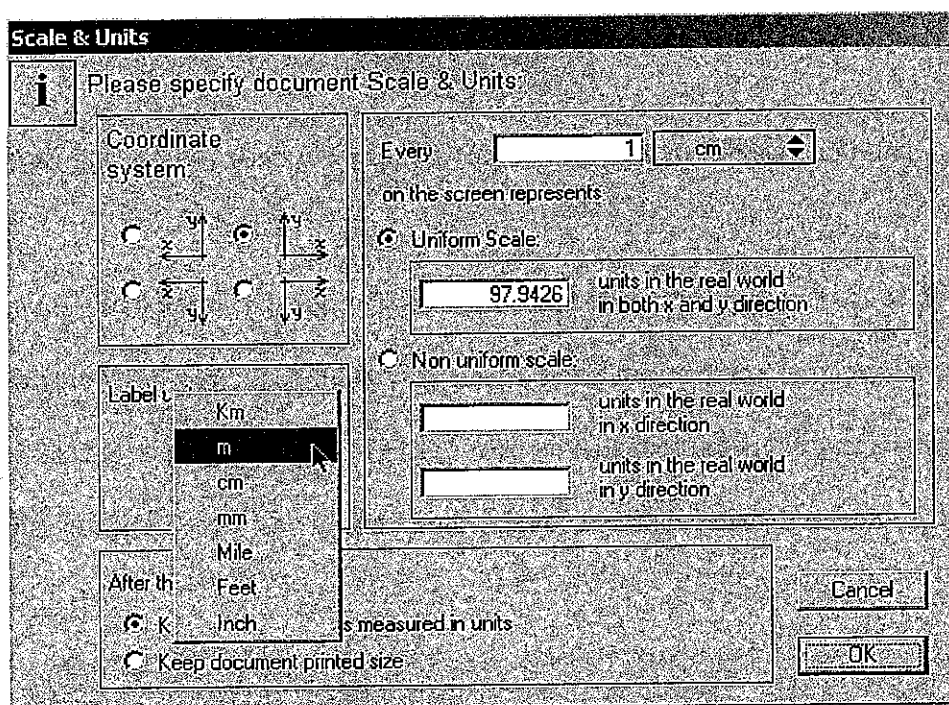 Scale & Units
i
Please specify document Scale & Units:
Coordinate
system:
y y
x x
x x
y y
Every 1 cm
on the screen represents
Uniform Scale:
97.9426 units in the real world
in both x and y direction
Non uniform scale:
units in the real world
in x direction
units in the real world
in y direction
Label
Km
m
cm
mm
Mile
Feet
Inch
After th
K s measured in units
Keep document printed size
Cancel
OK